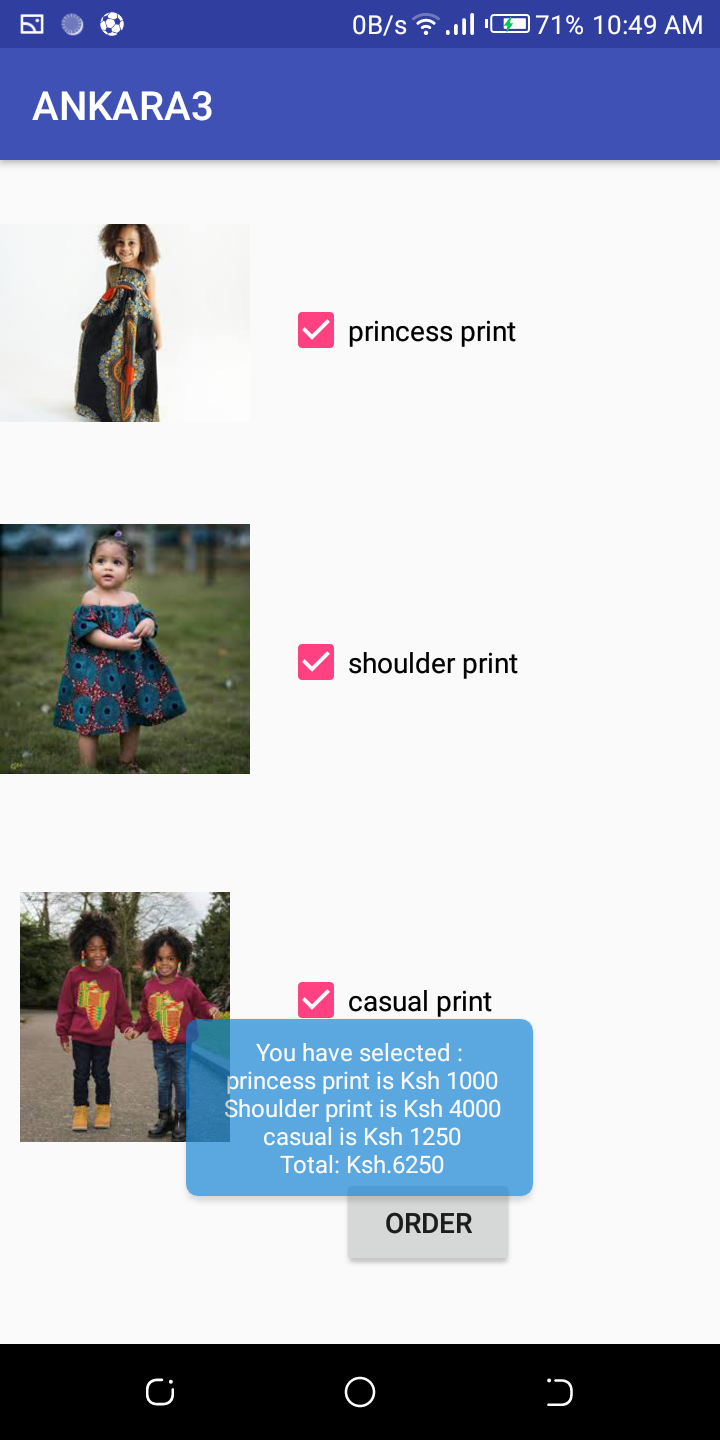 0B/s 71% 10:49 AM
ANKARA3
princess print
shoulder print
casual print
You have selected :
princess print is Ksh 1000
Shoulder print is Ksh 4000
casual is Ksh 1250
Total: Ksh.6250
ORDER